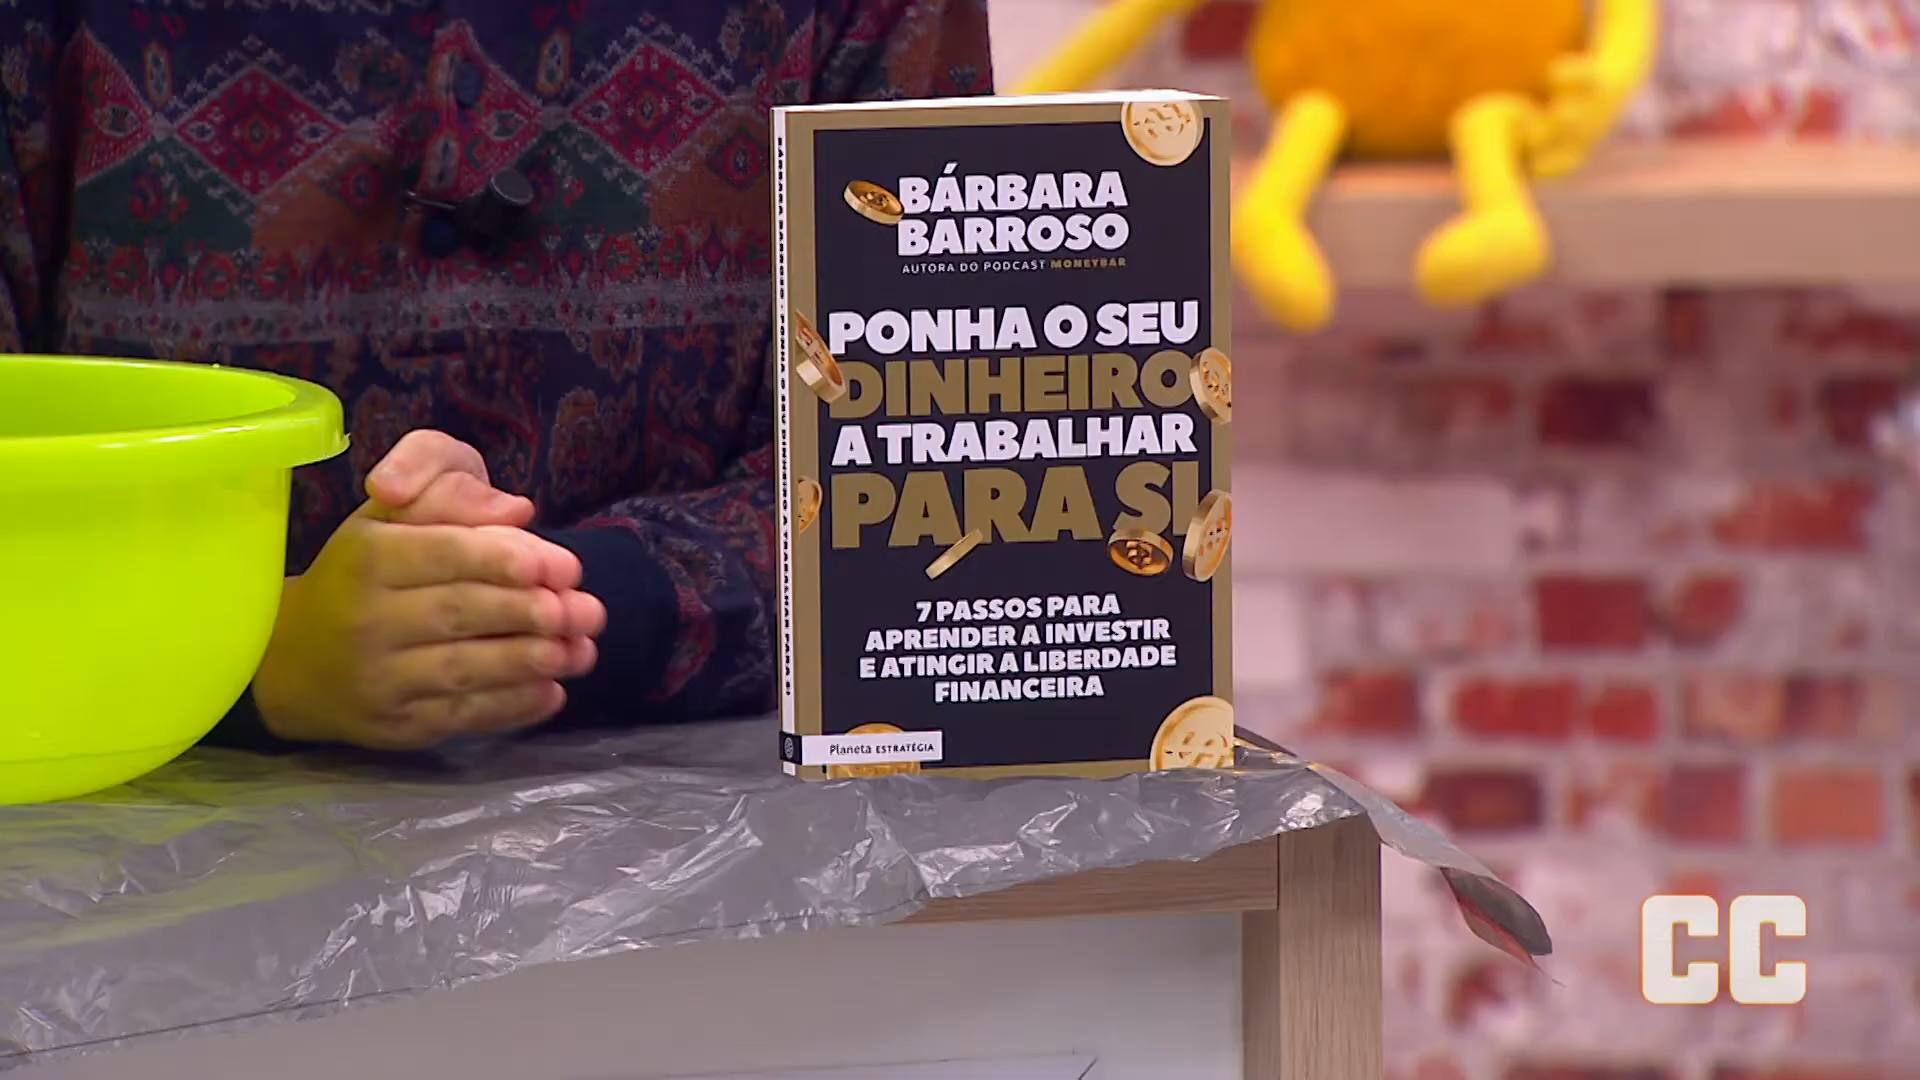 BÁRBARA
BARROSO
AUTORA DO PODCAST MONEYBAR
PONHA O SEU
DINHEIRO
A TRABALHAR
PARA SI
7 PASSOS PARA
APRENDER A INVESTIR
E ATINGIR A LIBERDADE
FINANCEIRA
Planeta ESTRATÉGIA
BÁRBARA BARROSO · PONHA O SEU DINHEIRO A TRABALHAR PARA SI
CC